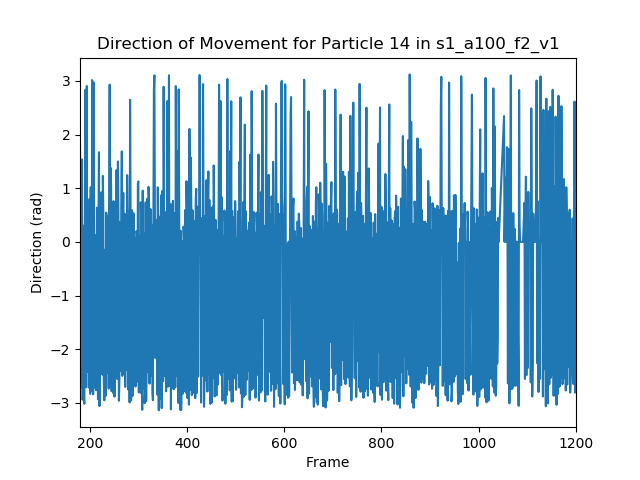 Direction of Movement for Particle 14 in s1_a100_f2_v1
3
2
1
0
−1
−2
−3
Direction (rad)
200 400 600 800 1000 1200
Frame